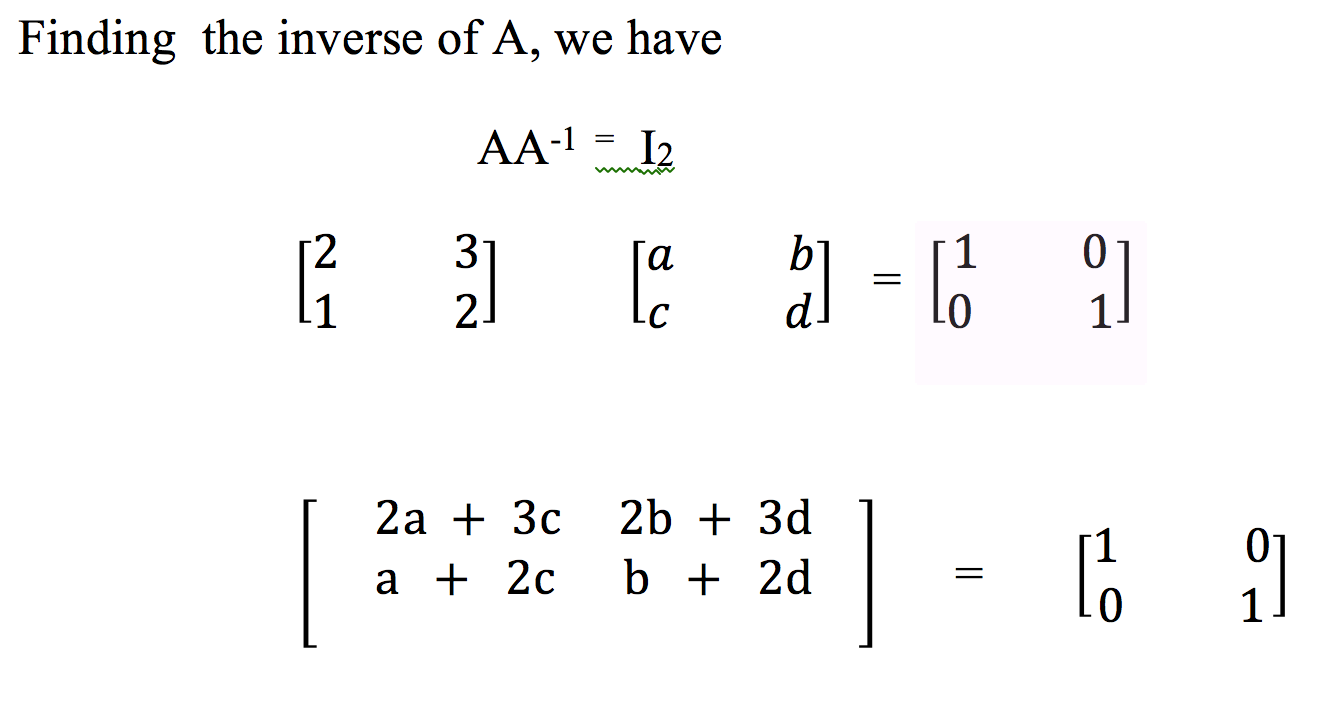 Finding the inverse of A, we have
AA-1 = I2
[2 3 [a b] = [1 0
1 2] c d] 0 1]
[ 2a + 3c 2b + 3d ] = [1 0]
a + 2c b + 2d 0 1